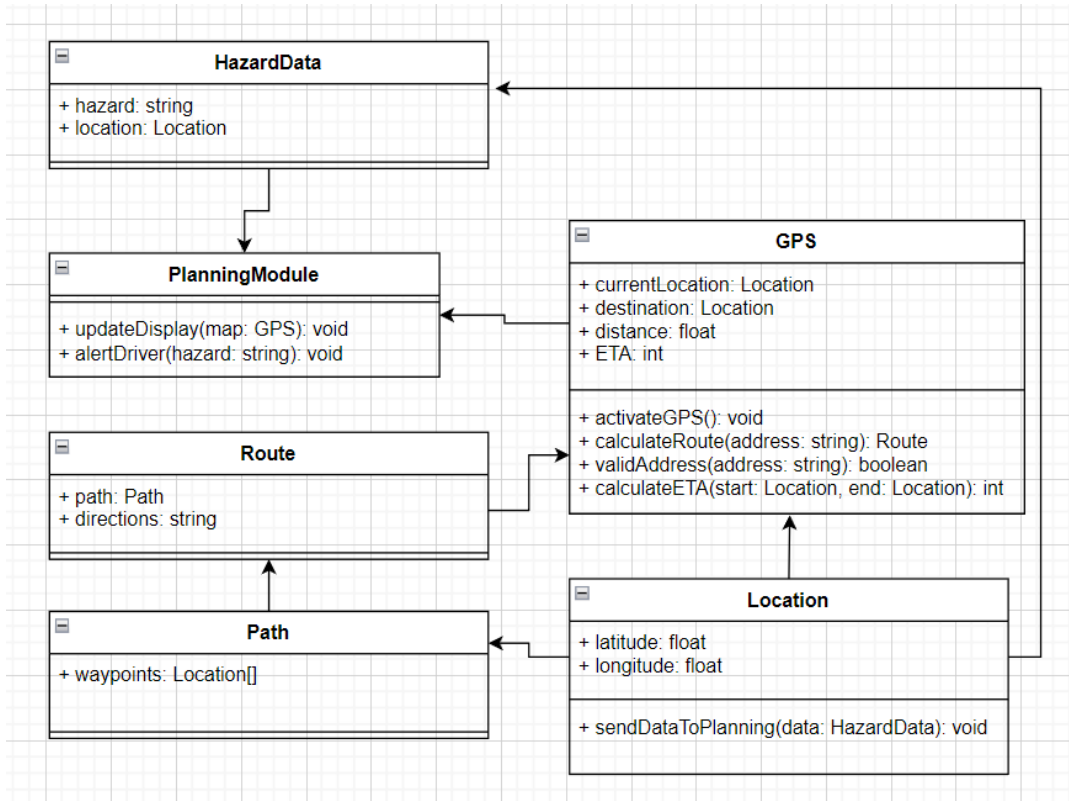 HazardData
+ hazard: string
+ location: Location
PlanningModule
+ updateDisplay(map: GPS): void
+ alertDriver(hazard: string): void
GPS
+ currentLocation: Location
+ destination: Location
+ distance: float
+ ETA: int
+ activateGPS(): void
+ calculateRoute(address: string): Route
+ validAddress(address: string): boolean
+ calculateETA(start: Location, end: Location): int
Route
+ path: Path
+ directions: string
Path
+ waypoints: Location[]
Location
+ latitude: float
+ longitude: float
+ sendDataToPlanning(data: HazardData): void